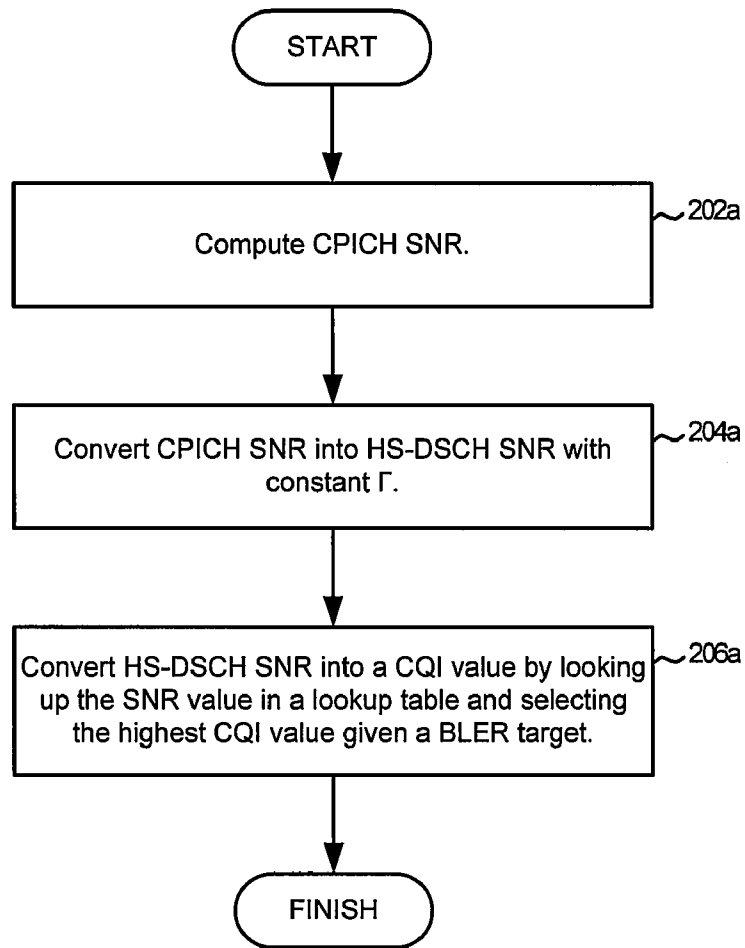 START
202a
Compute CPICH SNR.
204a
Convert CPICH SNR into HS-DSCH SNR with
constant Γ.
206a
Convert HS-DSCH SNR into a CQI value by looking
up the SNR value in a lookup table and selecting
the highest CQI value given a BLER target.
FINISH